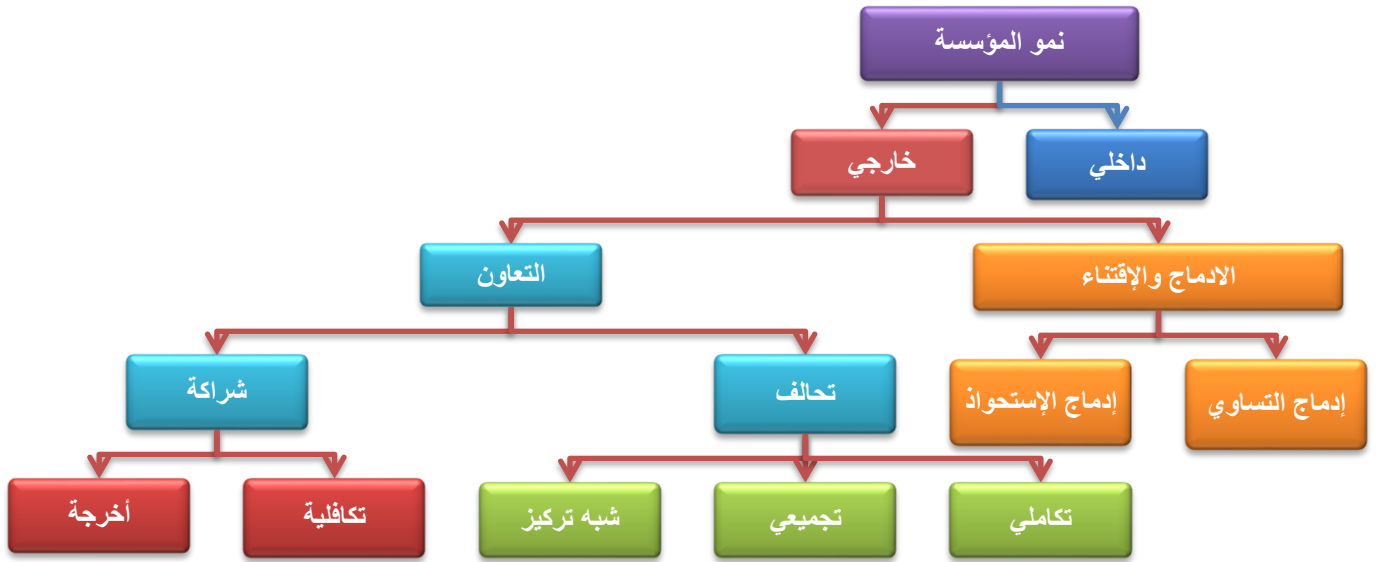 نمو المؤسسة
داخلي
خارجي
الادماج والإقتناء
التعاون
إدماج التساوي
إدماج الإستحواذ
تحالف
شراكة
تكاملي
تجميعي
شبه تركيز
تكافلية
أخرجة